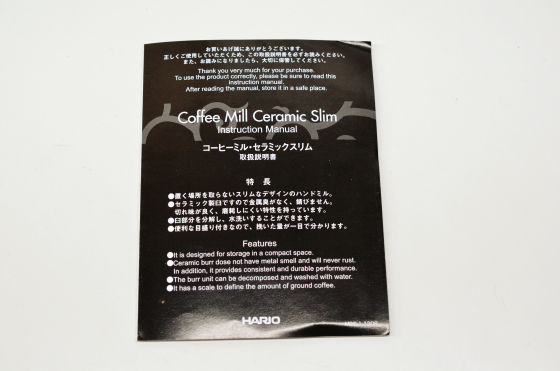 お買いあげ誠にありがとうございます。
正しくご使用していただくため、この取扱説明書を必ずお読みください。
また、お読みになりましたら、大切に保管してください。
Thank you very much for your purchase.
To use the product correctly, please be sure to read this
instruction manual.
After reading the manual, store it in a safe place.
Coffee Mill Ceramic Slim
Instruction Manual
コーヒーミル・セラミックスリム
取扱説明書
特 長
●置く場所を取らないスリムなデザインのハンドミル。
●セラミック製臼ですので金属臭がなく、錆びません。
切れ味が良く、磨耗しにくい特性を持っています。
●臼部分を分解し、水洗いすることができます。
●便利な目盛り付きなので、挽いた量が一目で分かります。
Features
●It is designed for storage in a compact space.
●Ceramic burr dose not have metal smell and will never rust.
In addition, it provides consistent and durable performance.
●The burr unit can be decomposed and washed with water.
●It has a scale to define the amount of ground coffee.
HARIO